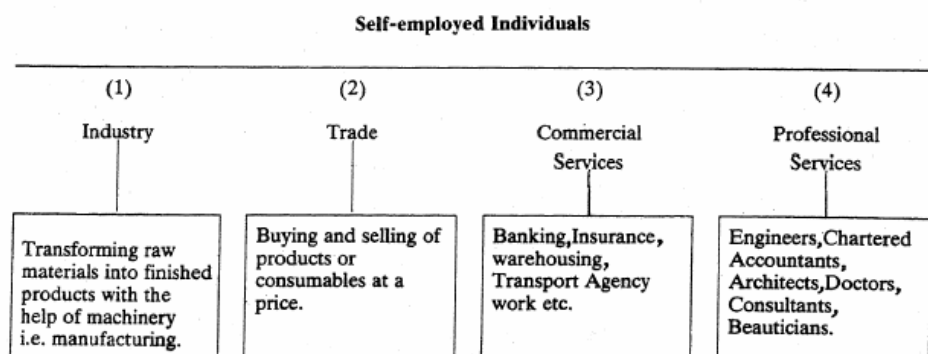 Self-employed Individuals
(1) (2) (3) (4)
Industry Trade Commercial Services Professional Services
Transforming raw
materials into finished
products with the
help of machinery
i.e. manufacturing.
Buying and selling of
products or
consumables at a
price.
Banking,Insurance,
warehousing,
Transport Agency
work etc.
Engineers,Chartered
Accountants,
Architects,Doctors,
Consultants,
Beauticians.